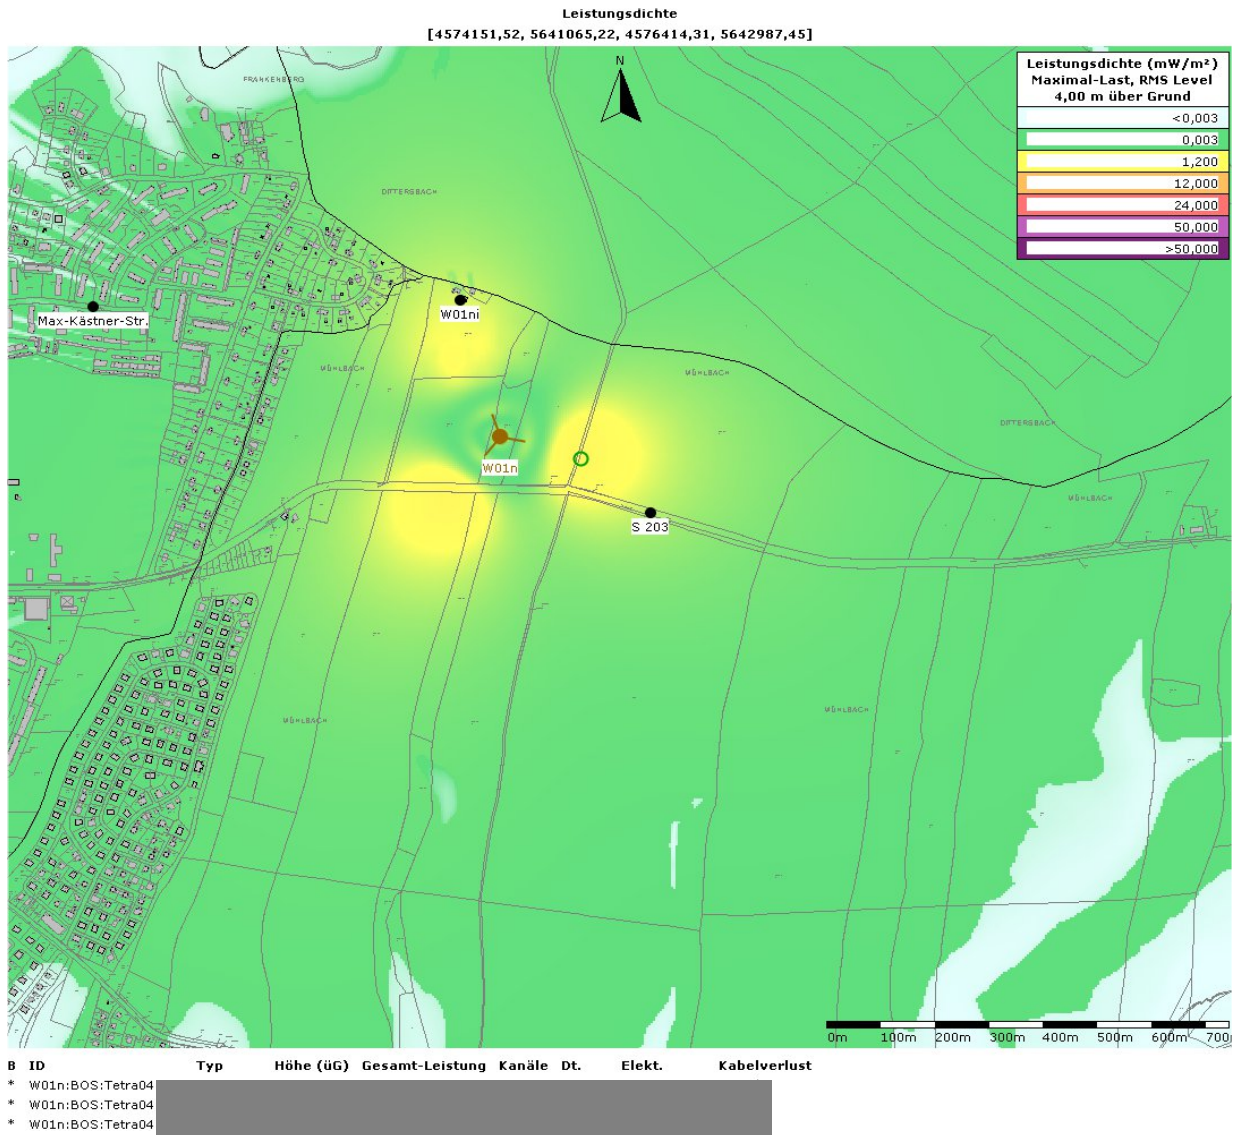 Leistungsdichte
[4574151,52, 5641065,22, 4576414,31, 5642987,45]
N
Leistungsdichte (mW/m²)
Maximal-Last, RMS Level
4,00 m über Grund
<0,003
0,003
1,200
12,000
24,000
50,000
>50,000
FRANKENBERG
DITTERSBACH
Max-Kästner-Str.
W01ni
MÜHLBACH
MÜHLBACH
DITTERSBACH
W01n
MÜHLBACH
S 203
MÜHLBACH
MÜHLBACH
0m 100m 200m 300m 400m 500m 600m 700
B ID Typ Höhe (üG) Gesamt-Leistung Kanäle Dt. Elekt. Kabelverlust
* W01n:BOS:Tetra04
* W01n:BOS:Tetra04
* W01n:BOS:Tetra04